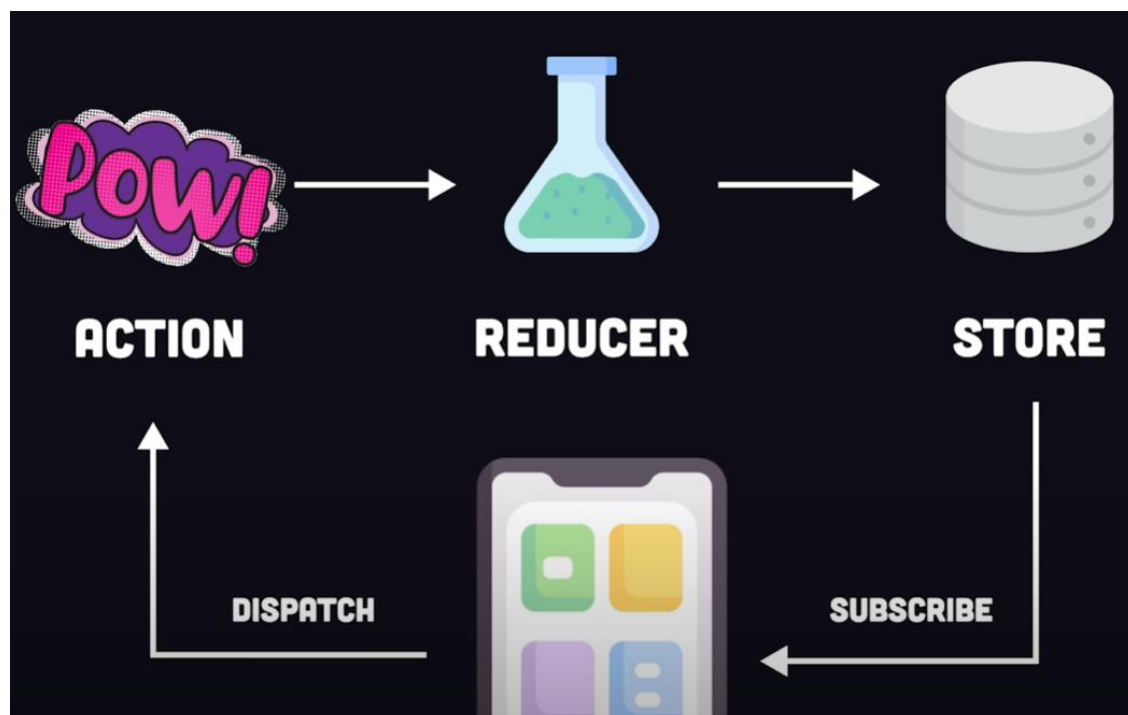 POW!
ACTION
REDUCER
STORE
DISPATCH
SUBSCRIBE